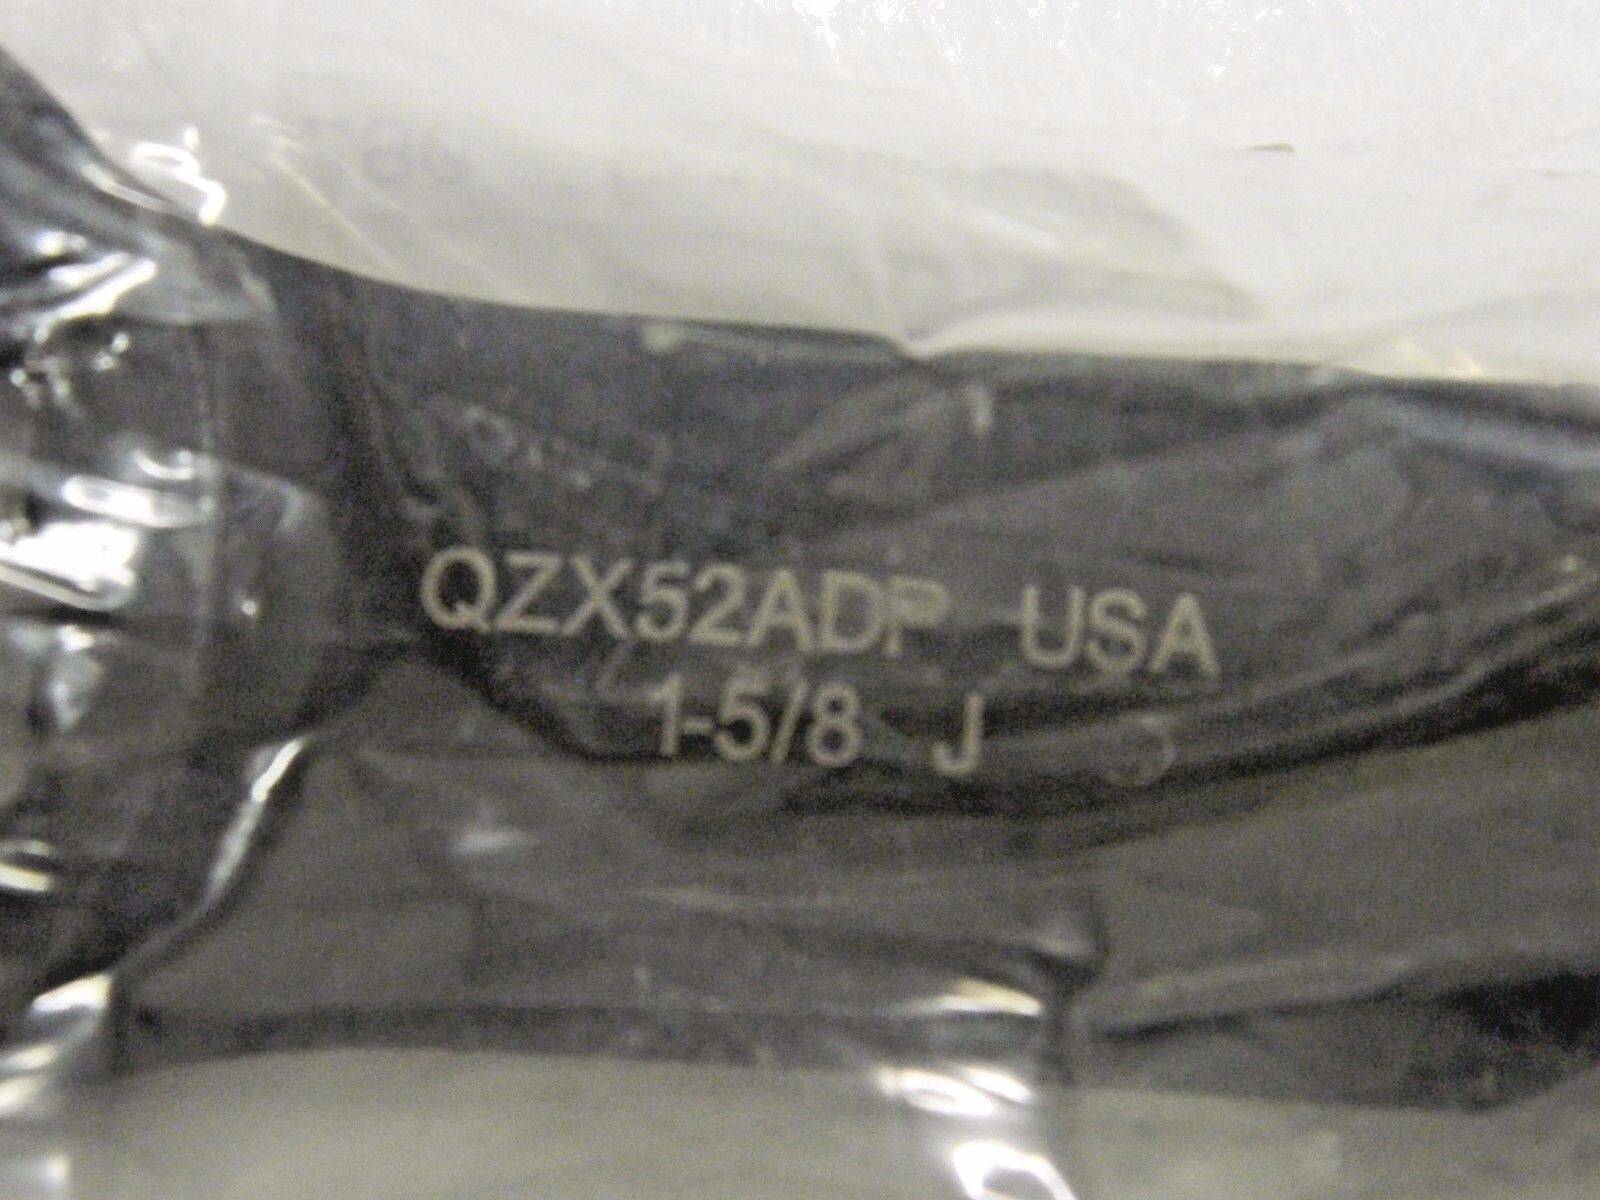 QZX52ADP USA
1-5/8 J